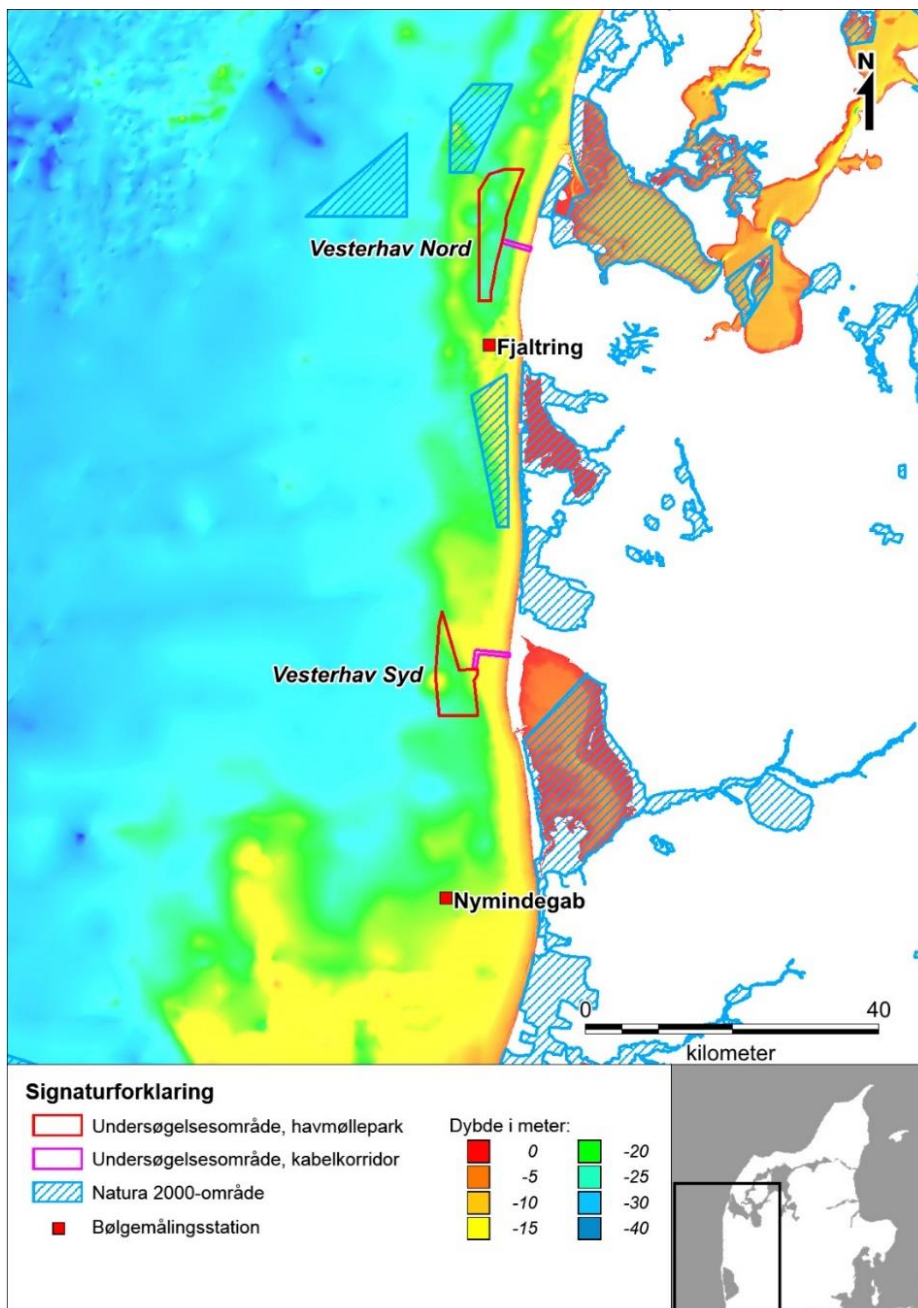 N
Vesterhav Nord
Fjaltring
Vesterhav Syd
Nymindegab
0 40
kilometer
Signaturforklaring
Undersøgelsesområde, havmøllepark
Undersøgelsesområde, kabelkorridor
Natura 2000-område
Bølgemålingsstation
Dybde i meter:
0 -20
-5 -25
-10 -30
-15 -40